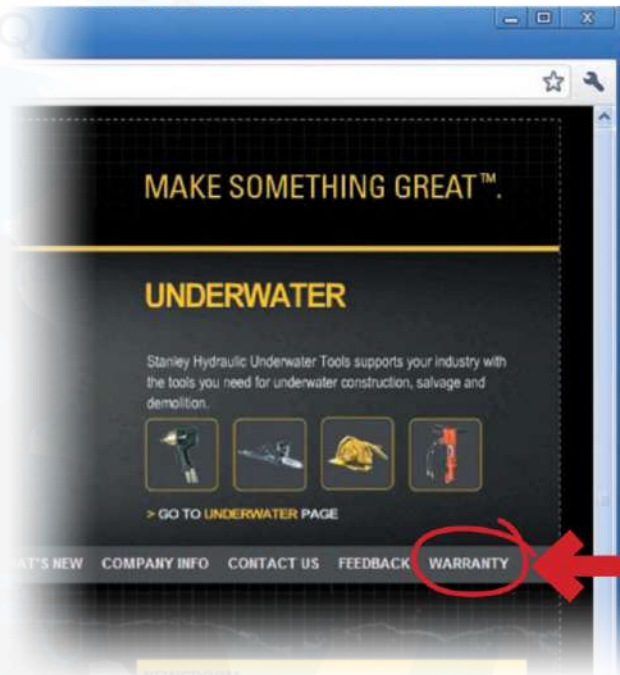 MAKE SOMETHING GREAT™.
UNDERWATER
Stanley Hydraulic Underwater Tools supports your industry with
the tools you need for underwater construction, salvage and
demolition.
> GO TO UNDERWATER PAGE
NEW COMPANY INFO CONTACT US FEEDBACK WARRANTY